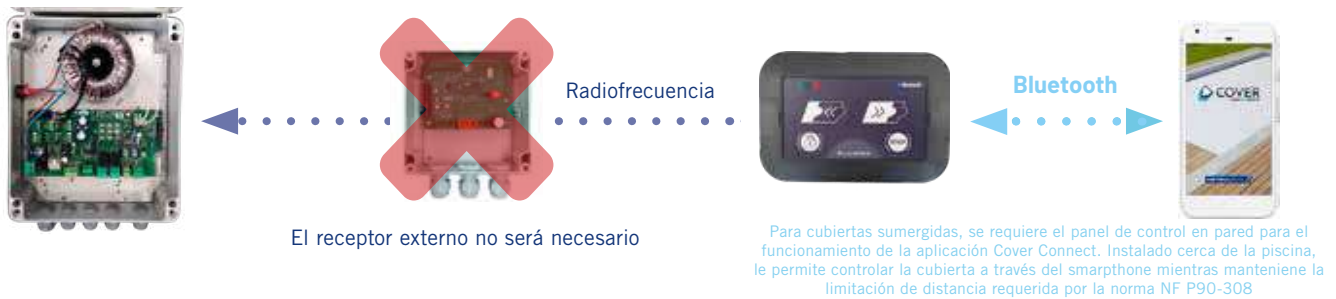 Radiofrecuencia
Bluetooth
COVER
STOP
El receptor externo no será necesario
Para cubiertas sumergidas, se requiere el panel de control en pared para el
funcionamiento de la aplicación Cover Connect. Instalado cerca de la piscina,
le permite controlar la cubierta a través del smarpthone mientras manteniene la
limitación de distancia requerida por la norma NF P90-308